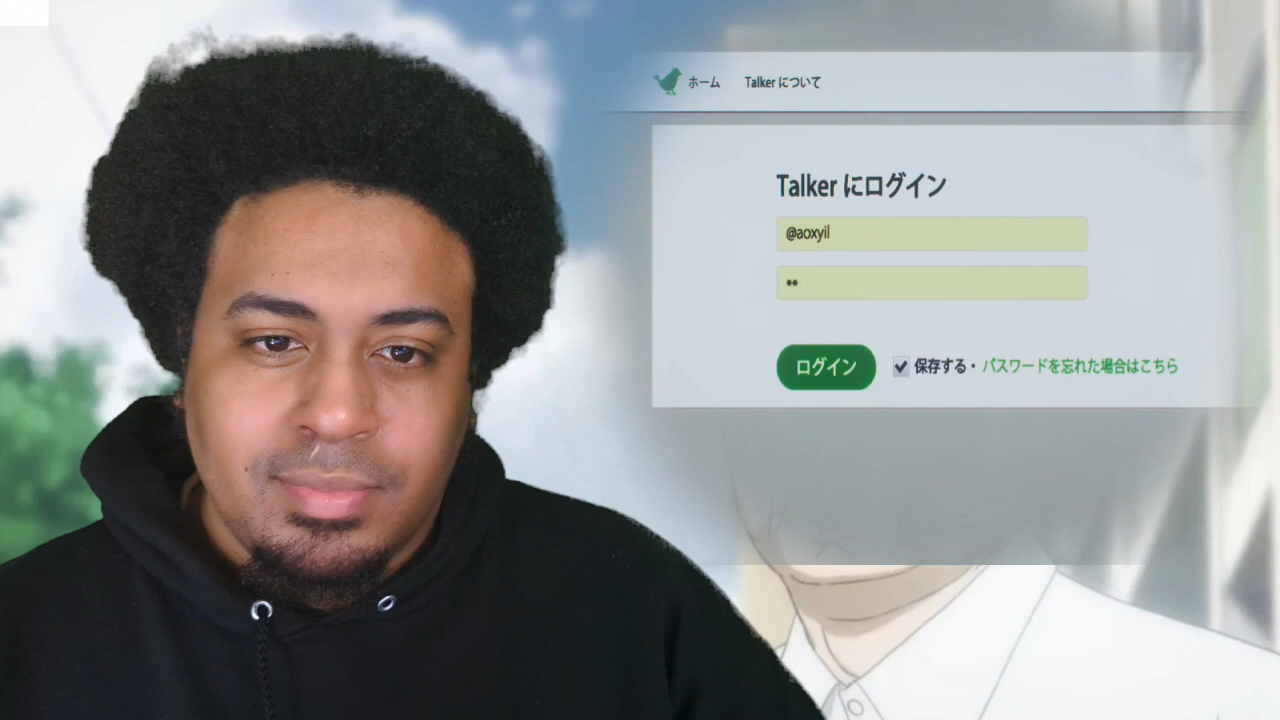 ホーム Talker について
Talker にログイン
@aoxyil
**
ログイン 保存する・パスワードを忘れた場合はこちら